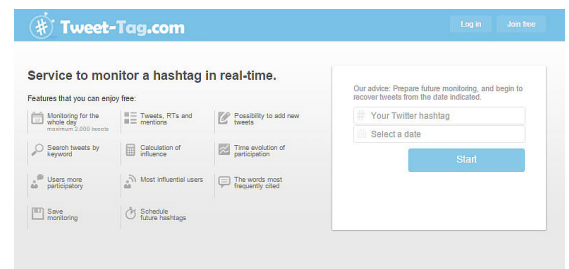 Tweet-Tag.com
Log in
Join free
Service to monitor a hashtag in real-time.
Features that you can enjoy free:
Monitoring for the
whole day
maximum 2,000 tweets
Tweets, RTs and
mentions
Possibility to add new
tweets
Search tweets by
keyword
Calculation of
influence
Time evolution of
participation
Users more
participatory
Most influential users
The words most
frequently cited
Save
monitoring
Schedule
future hashtags
Our advice: Prepare future monitoring, and begin to
recover tweets from the date indicated.
# Your Twitter hashtag
Select a date
Start